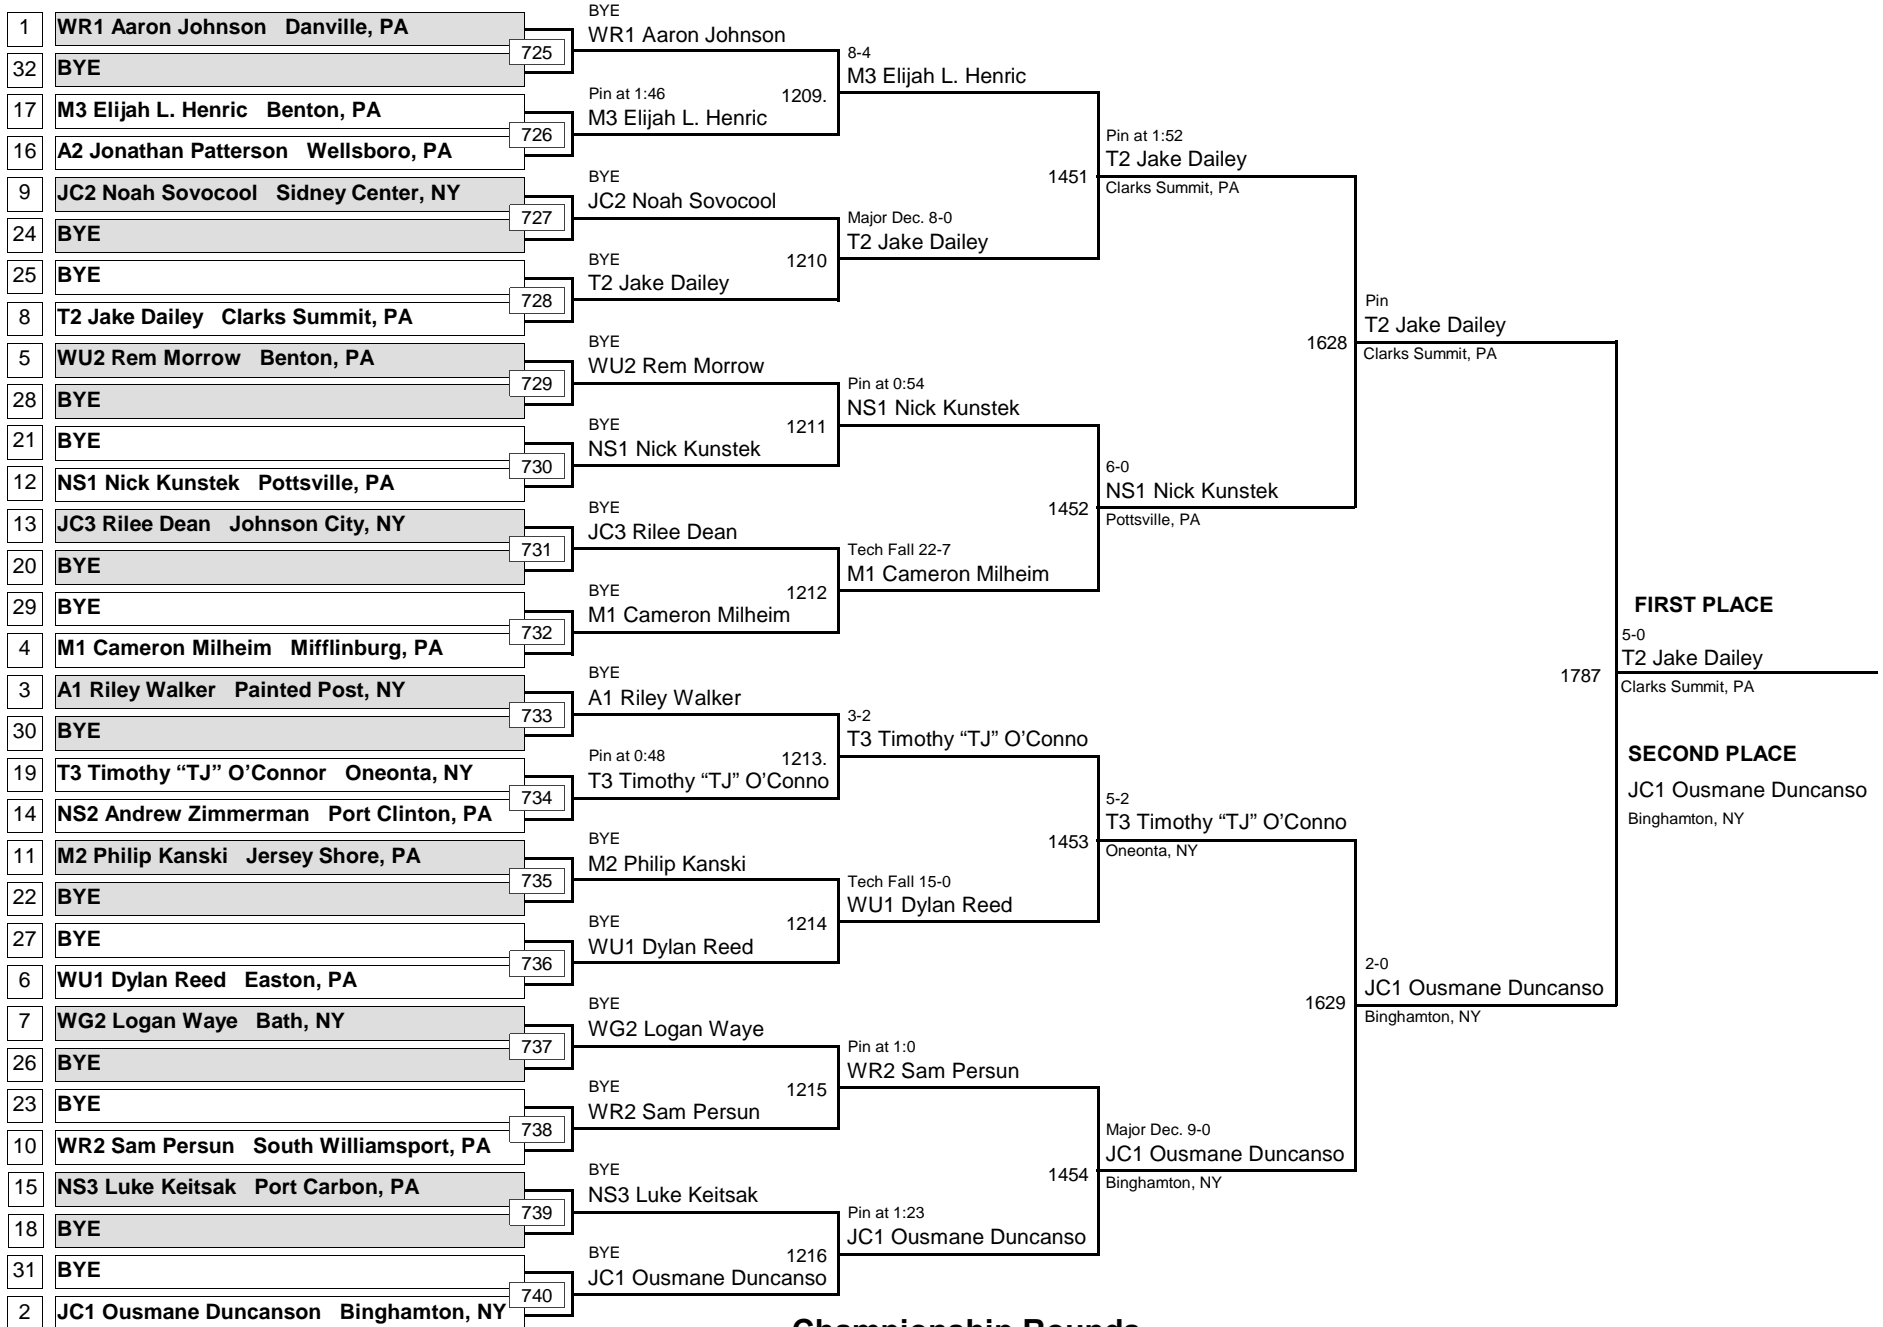 1 WR1 Aaron Johnson Danville, PA
725
32 BYE
17 M3 Elijah L. Henric Benton, PA
726
16 A2 Jonathan Patterson Wellsboro, PA
9 JC2 Noah Sovocool Sidney Center, NY
727
24 BYE
25 BYE
728
8 T2 Jake Dailey Clarks Summit, PA
5 WU2 Rem Morrow Benton, PA
729
28 BYE
21 BYE
730
12 NS1 Nick Kunstek Pottsville, PA
13 JC3 Rilee Dean Johnson City, NY
731
20 BYE
29 BYE
732
4 M1 Cameron Milheim Mifflinburg, PA
3 A1 Riley Walker Painted Post, NY
733
30 BYE
19 T3 Timothy “TJ” O’Connor Oneonta, NY
734
14 NS2 Andrew Zimmerman Port Clinton, PA
11 M2 Philip Kanski Jersey Shore, PA
735
22 BYE
27 BYE
736
6 WU1 Dylan Reed Easton, PA
7 WG2 Logan Waye Bath, NY
737
26 BYE
23 BYE
738
10 WR2 Sam Persun South Williamsport, PA
15 NS3 Luke Keitsak Port Carbon, PA
739
18 BYE
31 BYE
740
2 JC1 Ousmane Duncanson Binghamton, NY
BYE
WR1 Aaron Johnson
Pin at 1:46 1209.
M3 Elijah L. Henric
BYE
JC2 Noah Sovocool
BYE 1210
T2 Jake Dailey
BYE
WU2 Rem Morrow
BYE 1211
NS1 Nick Kunstek
BYE
JC3 Rilee Dean
BYE 1212
M1 Cameron Milheim
BYE
A1 Riley Walker
Pin at 0:48 1213.
T3 Timothy “TJ” O’Conno
BYE
M2 Philip Kanski
BYE 1214
WU1 Dylan Reed
BYE
WG2 Logan Waye
BYE 1215
WR2 Sam Persun
BYE
NS3 Luke Keitsak
BYE 1216
JC1 Ousmane Duncanso
8-4
M3 Elijah L. Henric
1451
Major Dec. 8-0
T2 Jake Dailey
Pin at 0:54
NS1 Nick Kunstek
1452
Tech Fall 22-7
M1 Cameron Milheim
3-2
T3 Timothy “TJ” O’Conno
1453
Tech Fall 15-0
WU1 Dylan Reed
Pin at 1:0
WR2 Sam Persun
1454
Pin at 1:23
JC1 Ousmane Duncanso
Pin at 1:52
T2 Jake Dailey
Clarks Summit, PA
1628
6-0
NS1 Nick Kunstek
Pottsville, PA
5-2
T3 Timothy “TJ” O’Conno
Oneonta, NY
1629
Major Dec. 9-0
JC1 Ousmane Duncanso
Binghamton, NY
Pin
T2 Jake Dailey
Clarks Summit, PA
1787
2-0
JC1 Ousmane Duncanso
Binghamton, NY
FIRST PLACE
5-0
T2 Jake Dailey
Clarks Summit, PA
SECOND PLACE
JC1 Ousmane Duncanso
Binghamton, NY
Championship Rounds